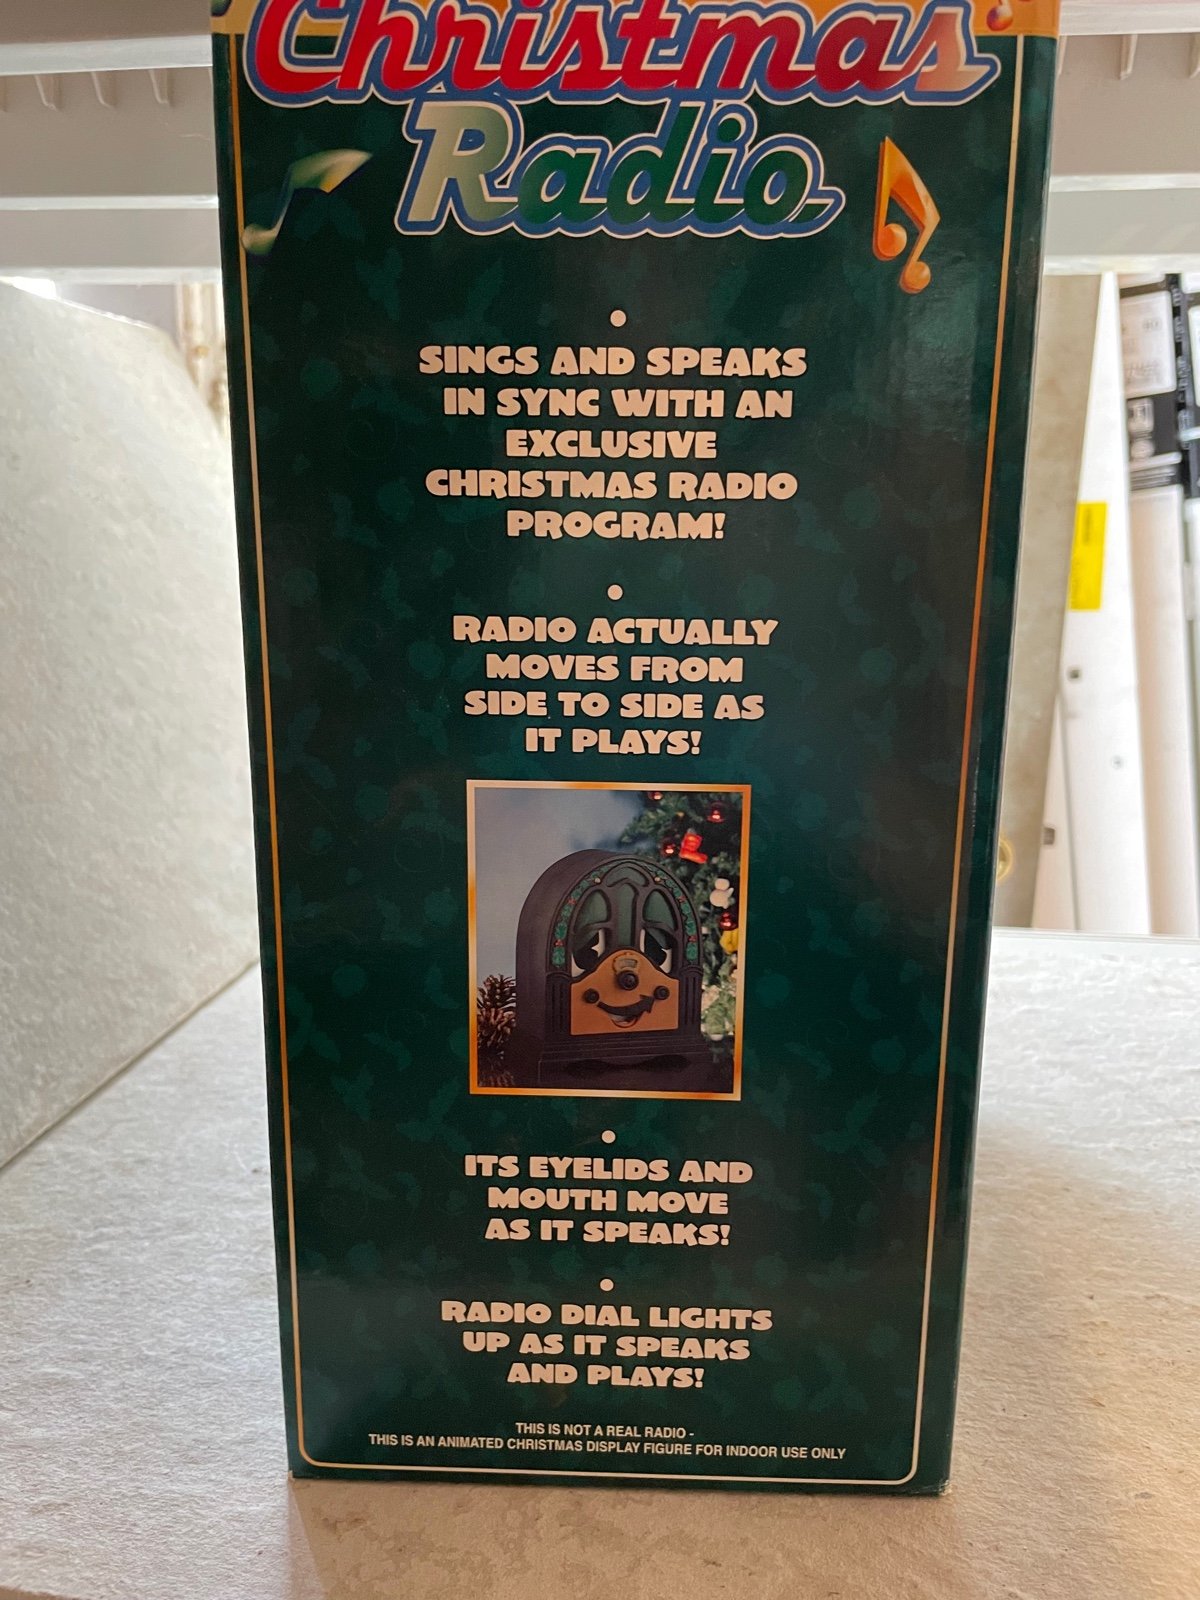 Christmas
Radio
SINGS AND SPEAKS
IN SYNC WITH AN
EXCLUSIVE
CHRISTMAS RADIO
PROGRAM!
RADIO ACTUALLY
MOVES FROM
SIDE TO SIDE AS
IT PLAYS!
ITS EYELIDS AND
MOUTH MOVE
AS IT SPEAKS!
RADIO DIAL LIGHTS
UP AS IT SPEAKS
AND PLAYS!
THIS IS NOT A REAL RADIO -
THIS IS AN ANIMATED CHRISTMAS DISPLAY FIGURE FOR INDOOR USE ONLY